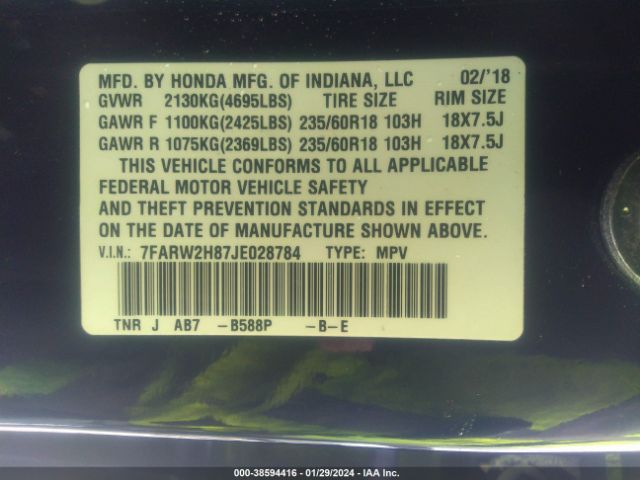 MFD. BY HONDA MFG. OF INDIANA, LLC 02/'18
GVWR 2130KG(4695LBS) TIRE SIZE RIM SIZE
GAWR F 1100KG(2425LBS) 235/60R18 103H 18X7.5J
GAWR R 1075KG(2369LBS) 235/60R18 103H 18X7.5J
THIS VEHICLE CONFORMS TO ALL APPLICABLE
FEDERAL MOTOR VEHICLE SAFETY
AND THEFT PREVENTION STANDARDS IN EFFECT
ON THE DATE OF MANUFACTURE SHOWN ABOVE.
V.I.N.: 7FARW2H87JE028784 TYPE: MPV
TNR J AB7 -B588P -B-E
000-38594416 - 01/29/2024 - IAA Inc.